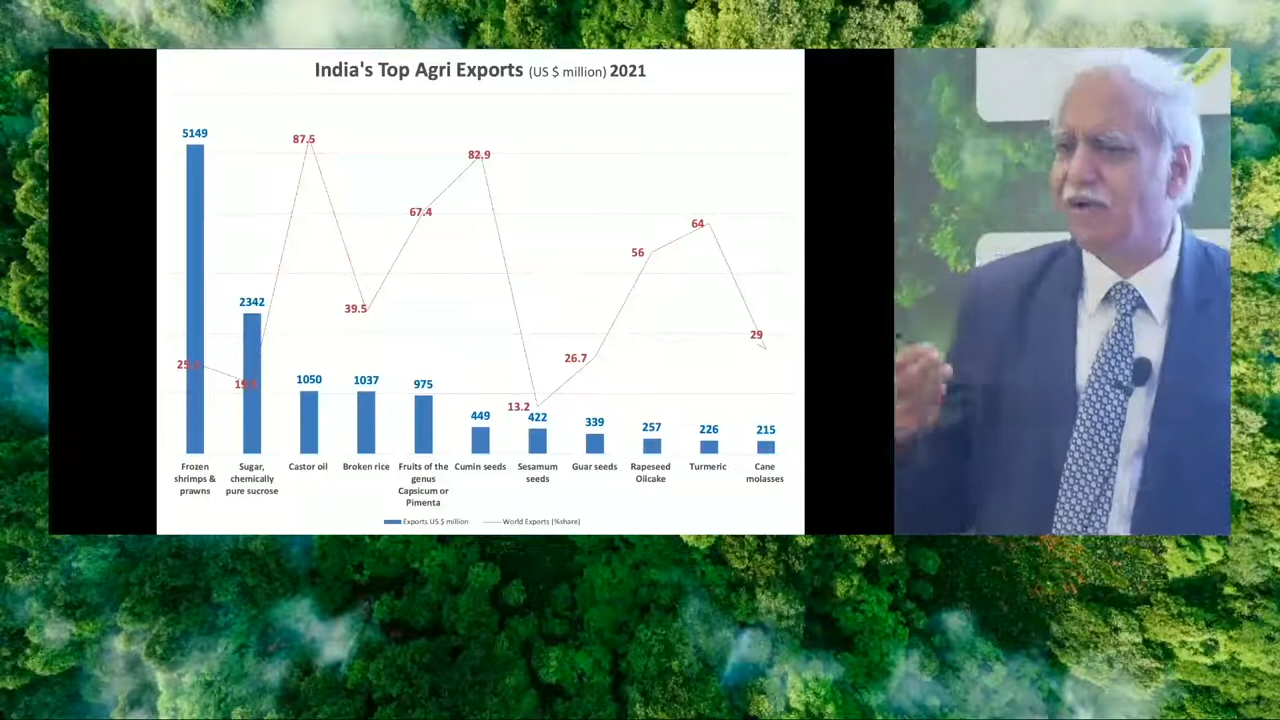 India's Top Agri Exports (US $ million) 2021
5149
87.5
82.9
67.4
64
56
2342
39.5
29
26.7
1050
1037
975
13.2
449
422
339
257
226
215
Frozen
shrimps &
prawns
Sugar,
chemically
pure sucrose
Castor oil
Broken rice
Fruits of the
genus
Capsicum or
Pimenta
Cumin seeds
Sesamum
seeds
Guar seeds
Rapeseed
Oilcake
Turmeric
Cane
molasses
Exports US $ million
World Exports (%share)